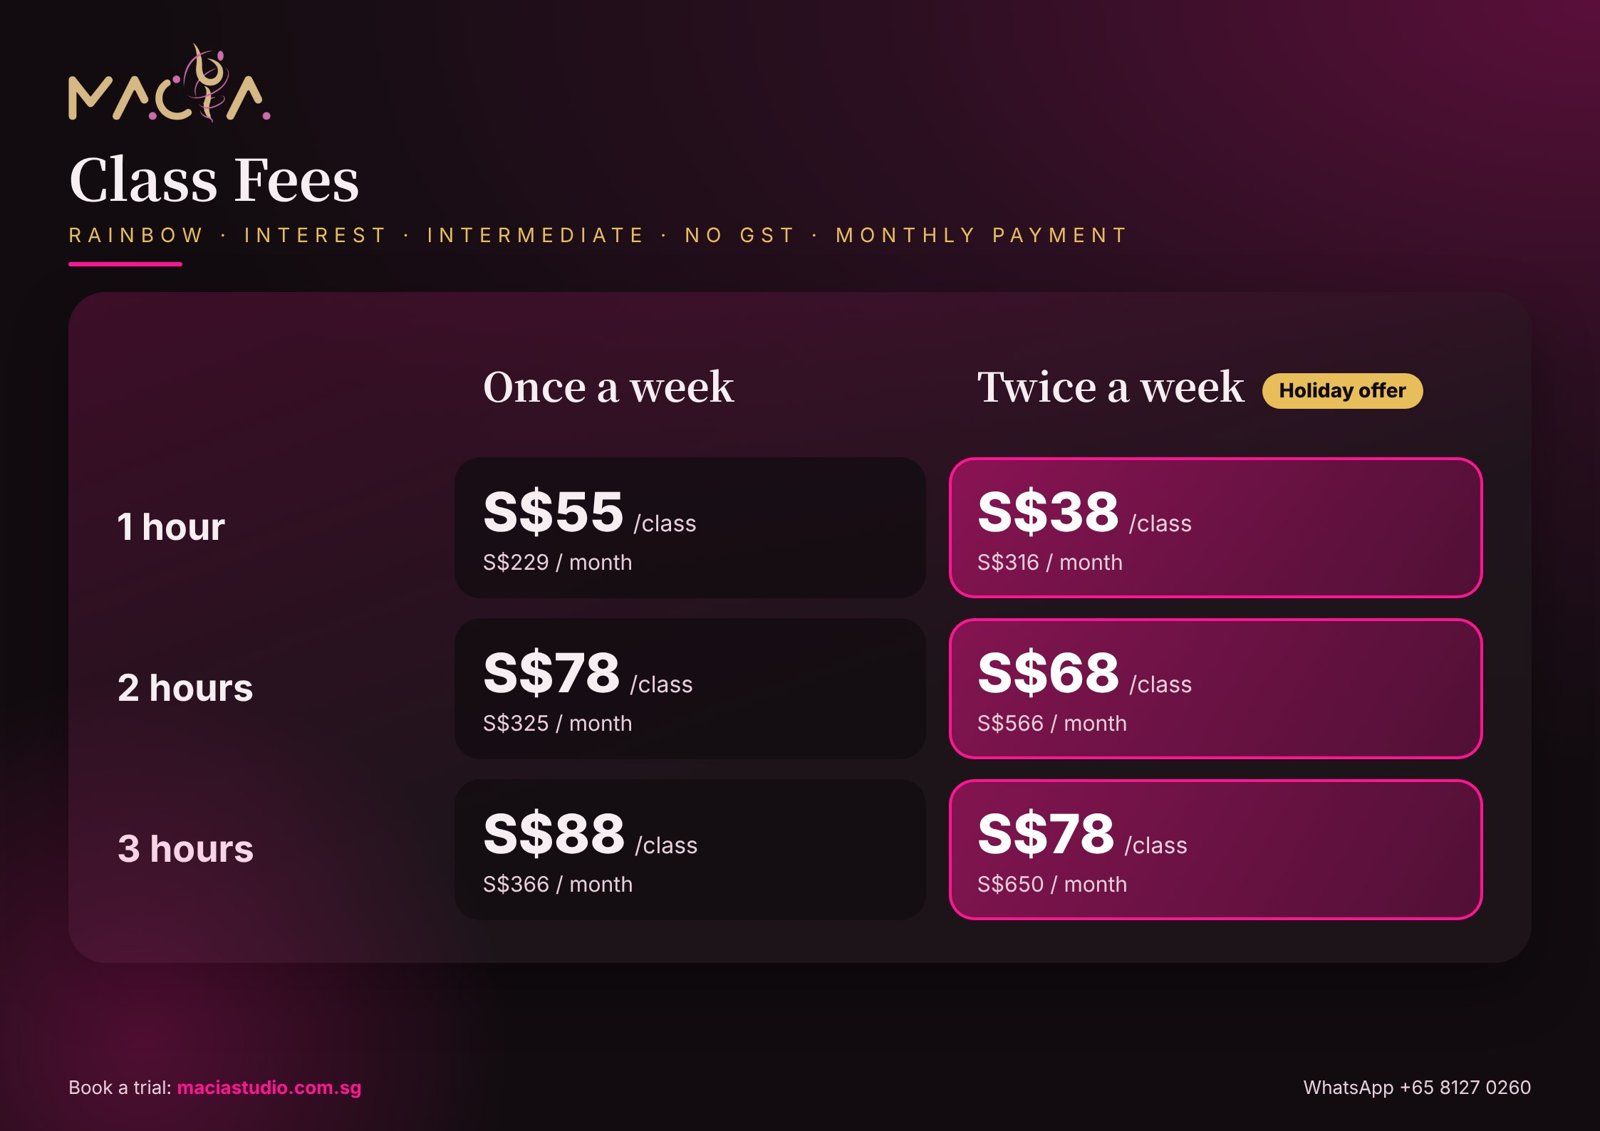 MACIA
Class Fees
RAINBOW · INTEREST · INTERMEDIATE · NO GST · MONTHLY PAYMENT
Once a week
Twice a week Holiday offer
1 hour
S$55 /class
S$229 / month
S$38 /class
S$316 / month
2 hours
S$78 /class
S$325 / month
S$68 /class
S$566 / month
3 hours
S$88 /class
S$366 / month
S$78 /class
S$650 / month
Book a trial: maciastudio.com.sg
WhatsApp +65 8127 0260